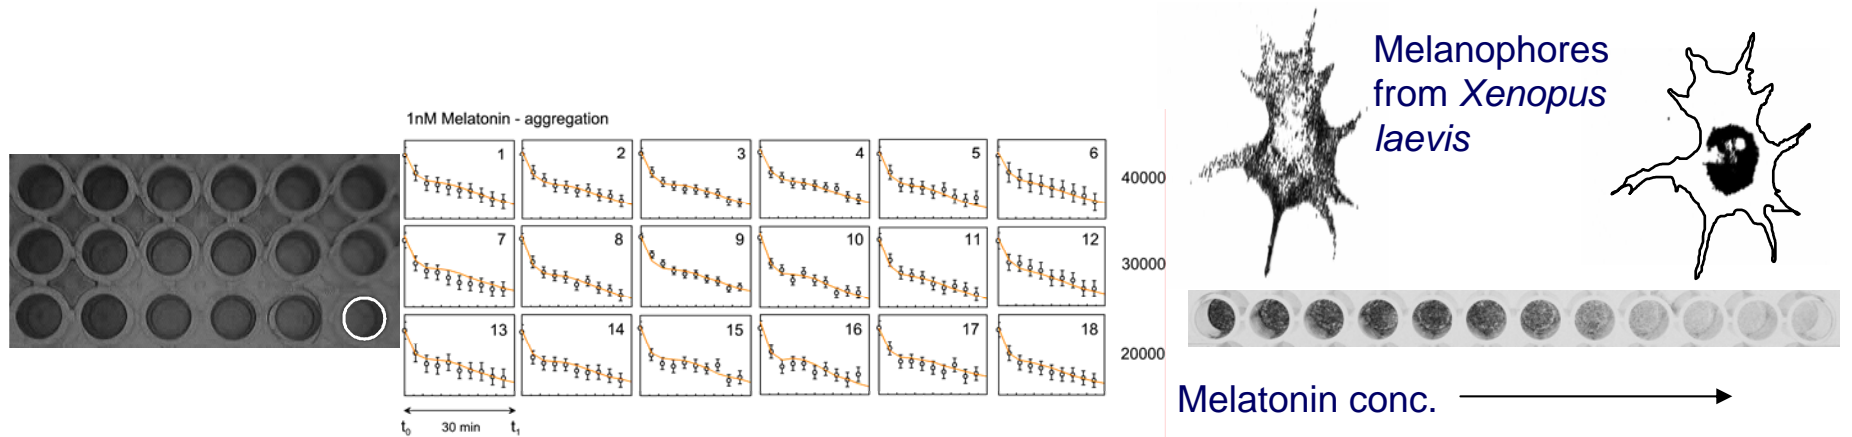 1nM Melatonin - aggregation
1 2 3 4 5 6
7 8 9 10 11 12
13 14 15 16 17 18
t0 30 min t1
40000
30000
20000
Melanophores
from Xenopus
laevis
Melatonin conc.